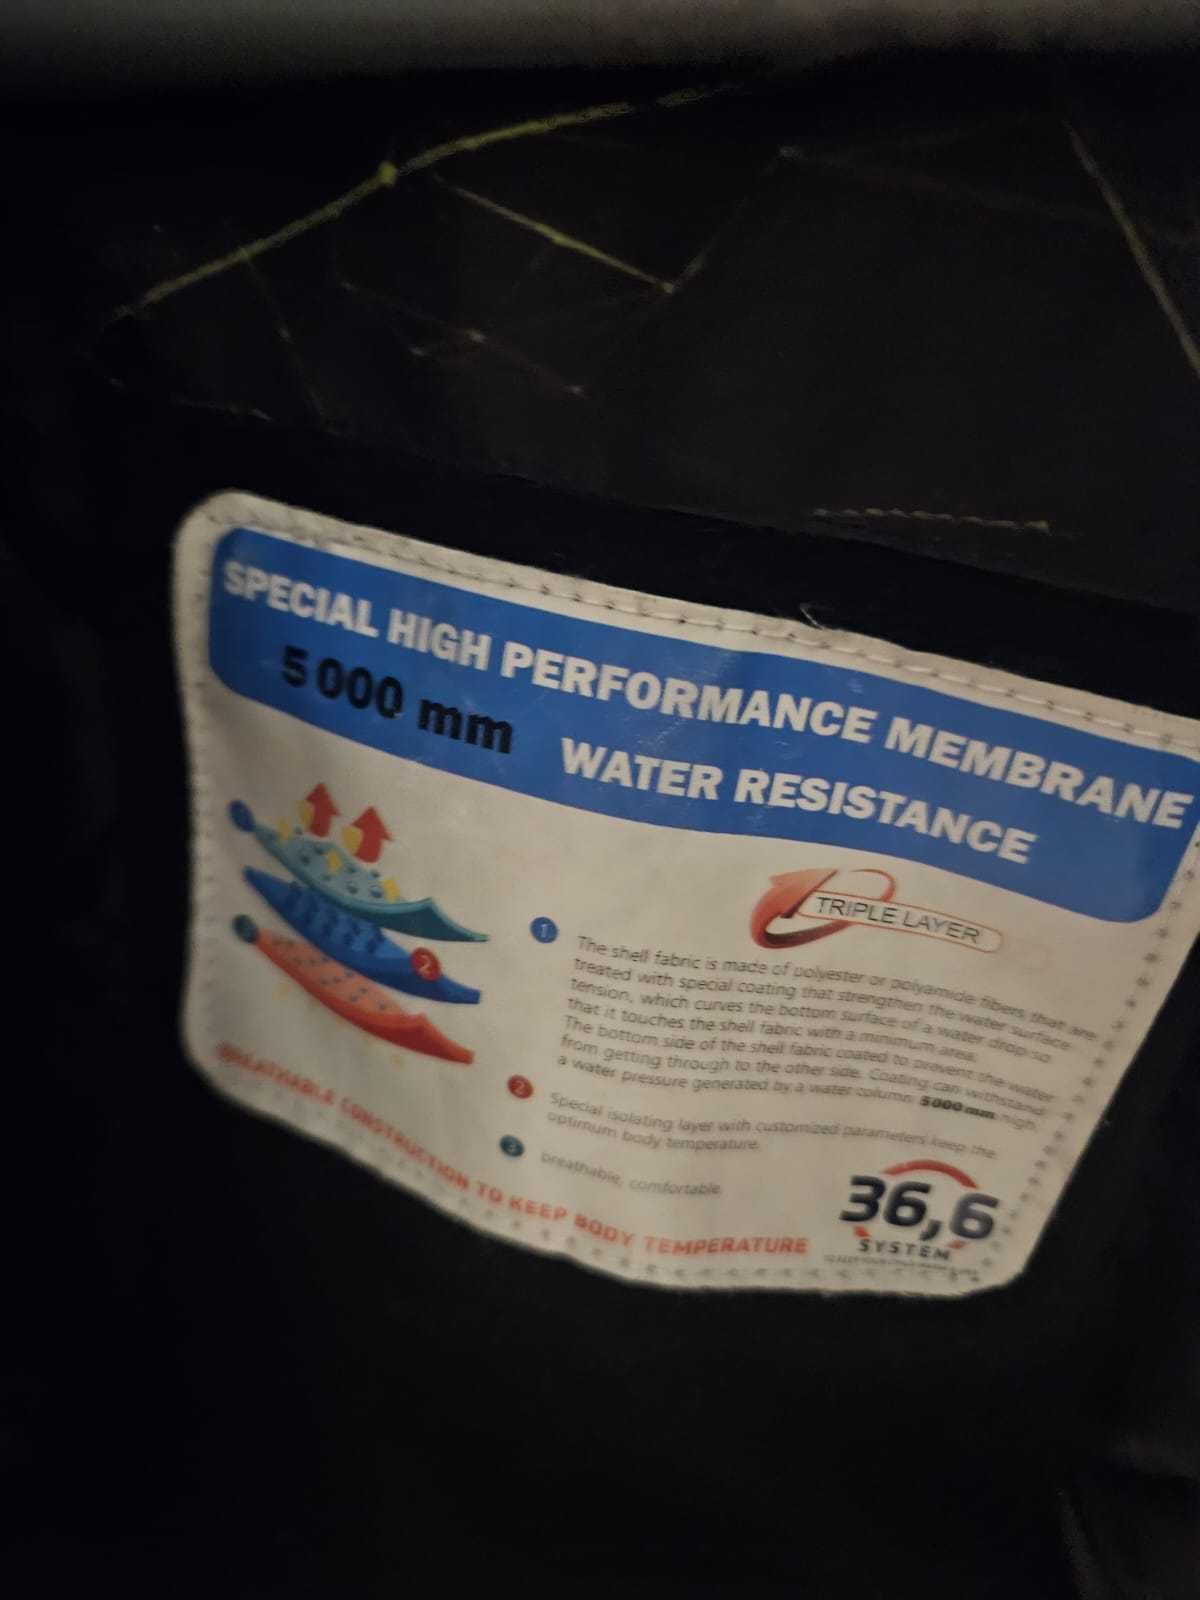 SPECIAL HIGH PERFORMANCE MEMBRANE
5 000 mm WATER RESISTANCE
TRIPLE LAYER
1
2
3
1 The shell fabric is made of polyester or polyamide fibers that are
treated with special coating that strengthen the water surface
tension, which curves the bottom surface of a water drop so
that it touches the shell fabric with a minimum area.
The bottom side of the shell fabric coated to prevent the water
from getting through to the other side. Coating can withstand
a water pressure generated by a water column 5000 mm high.
2 Special isolating layer with customized parameters keep the
optimum body temperature.
3 breathable, comfortable
BREATHABLE CONSTRUCTION TO KEEP BODY TEMPERATURE
36,6
SYSTEM